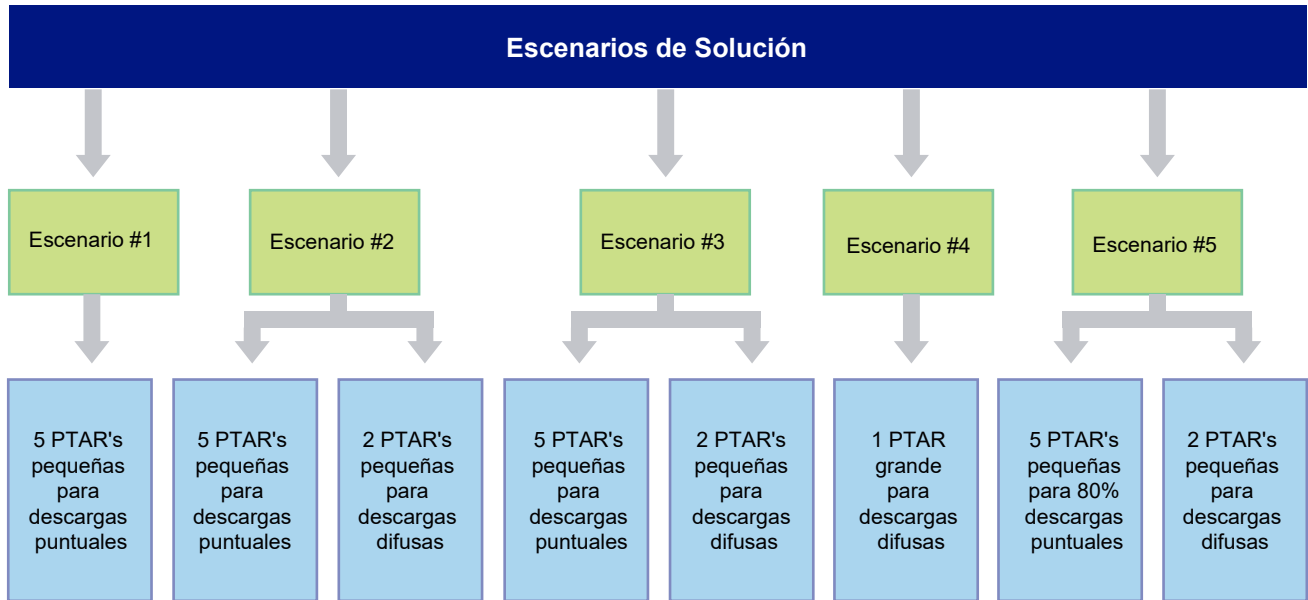 Escenarios de Solución
Escenario #1
Escenario #2
Escenario #3
Escenario #4
Escenario #5
5 PTAR's
pequeñas
para
descargas
puntuales
5 PTAR's
pequeñas
para
descargas
puntuales
2 PTAR's
pequeñas
para
descargas
difusas
5 PTAR's
pequeñas
para
descargas
puntuales
2 PTAR's
pequeñas
para
descargas
difusas
1 PTAR
grande
para
descargas
difusas
5 PTAR's
pequeñas
para 80%
descargas
puntuales
2 PTAR's
pequeñas
para
descargas
difusas